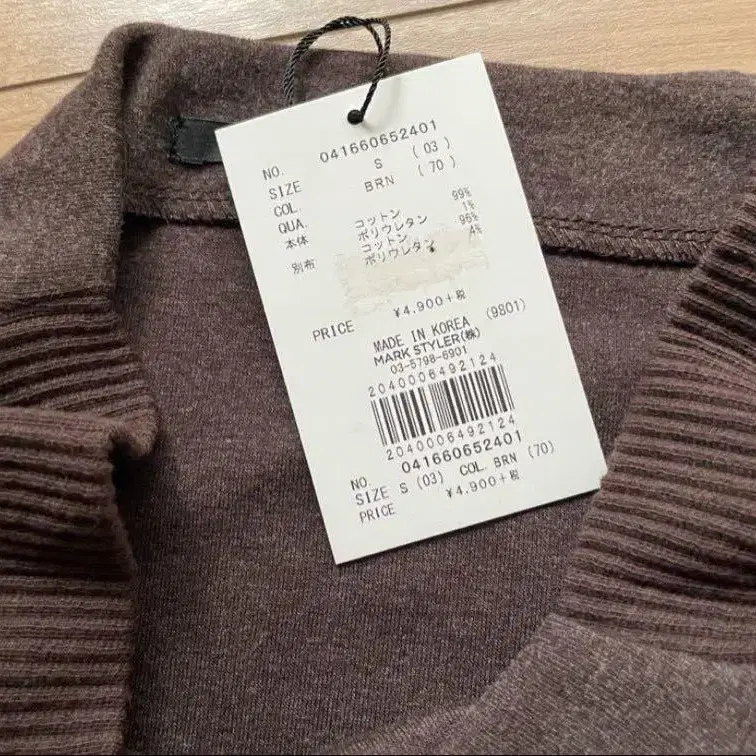 NO. 041660652401
SIZE S (03)
COL. BRN (70)
QUA.
本体 コットン 99%
ポリウレタン 1%
別布 コットン 96%
ポリウレタン 4%
PRICE ¥4.900+税
MADE IN KOREA (9801)
MARK STYLER(株)
03-5798-6901
2040006492124
2040006492124
NO. 041660652401
SIZE S (03) COL. BRN (70)
PRICE ¥4.900+税